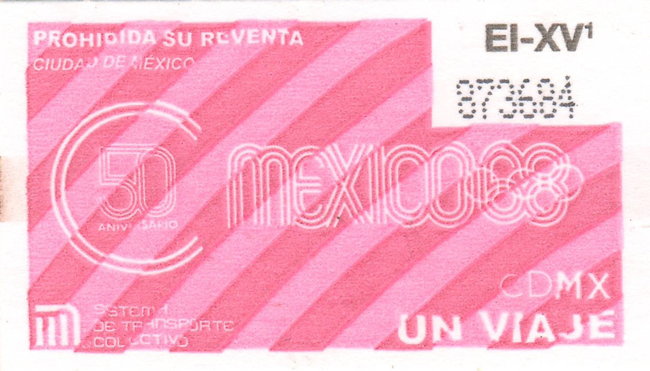 PROHIBIDA SU REVENTA
CIUDAD DE MÉXICO
EI-XV¹
873684
50
ANIVERSARIO
MEXICO68
CDMX
SISTEMA
DE TRANSPORTE
COLECTIVO
UN VIAJE